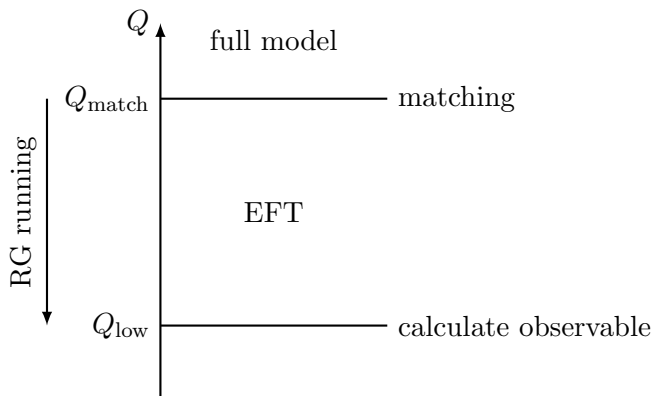 Q
full model
Q_match
matching
RG running
EFT
Q_low
calculate observable